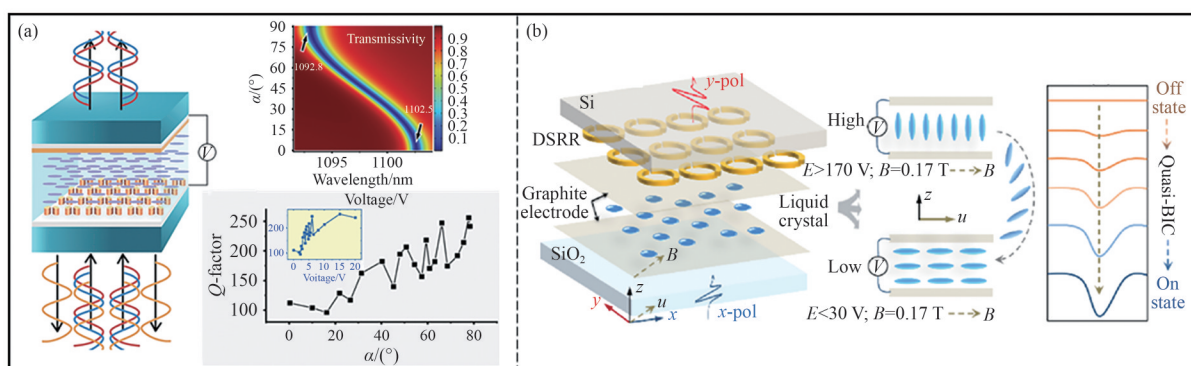 (a)
V
Transmissivity
1092.8
1102.5
α/(°)
90
75
60
45
30
15
0
1095 1100
Wavelength/nm
0.9
0.8
0.7
0.6
0.5
0.4
0.3
0.2
0.1
Voltage/V
Q-factor
250
200
150
100
200
100
0 5 10 15 20
Voitage/V
0 20 40 60 80
α/(°)
(b)
y-pol
Si
DSRR
Graphite
electrode
SiO2
B
z
u
y
x
x-pol
Liquid
crystal
High
V
E>170 V; B=0.17 T
B
z
u
Low
V
E<30 V; B=0.17 T
B
Off
state
Quasi-BIC
On
state